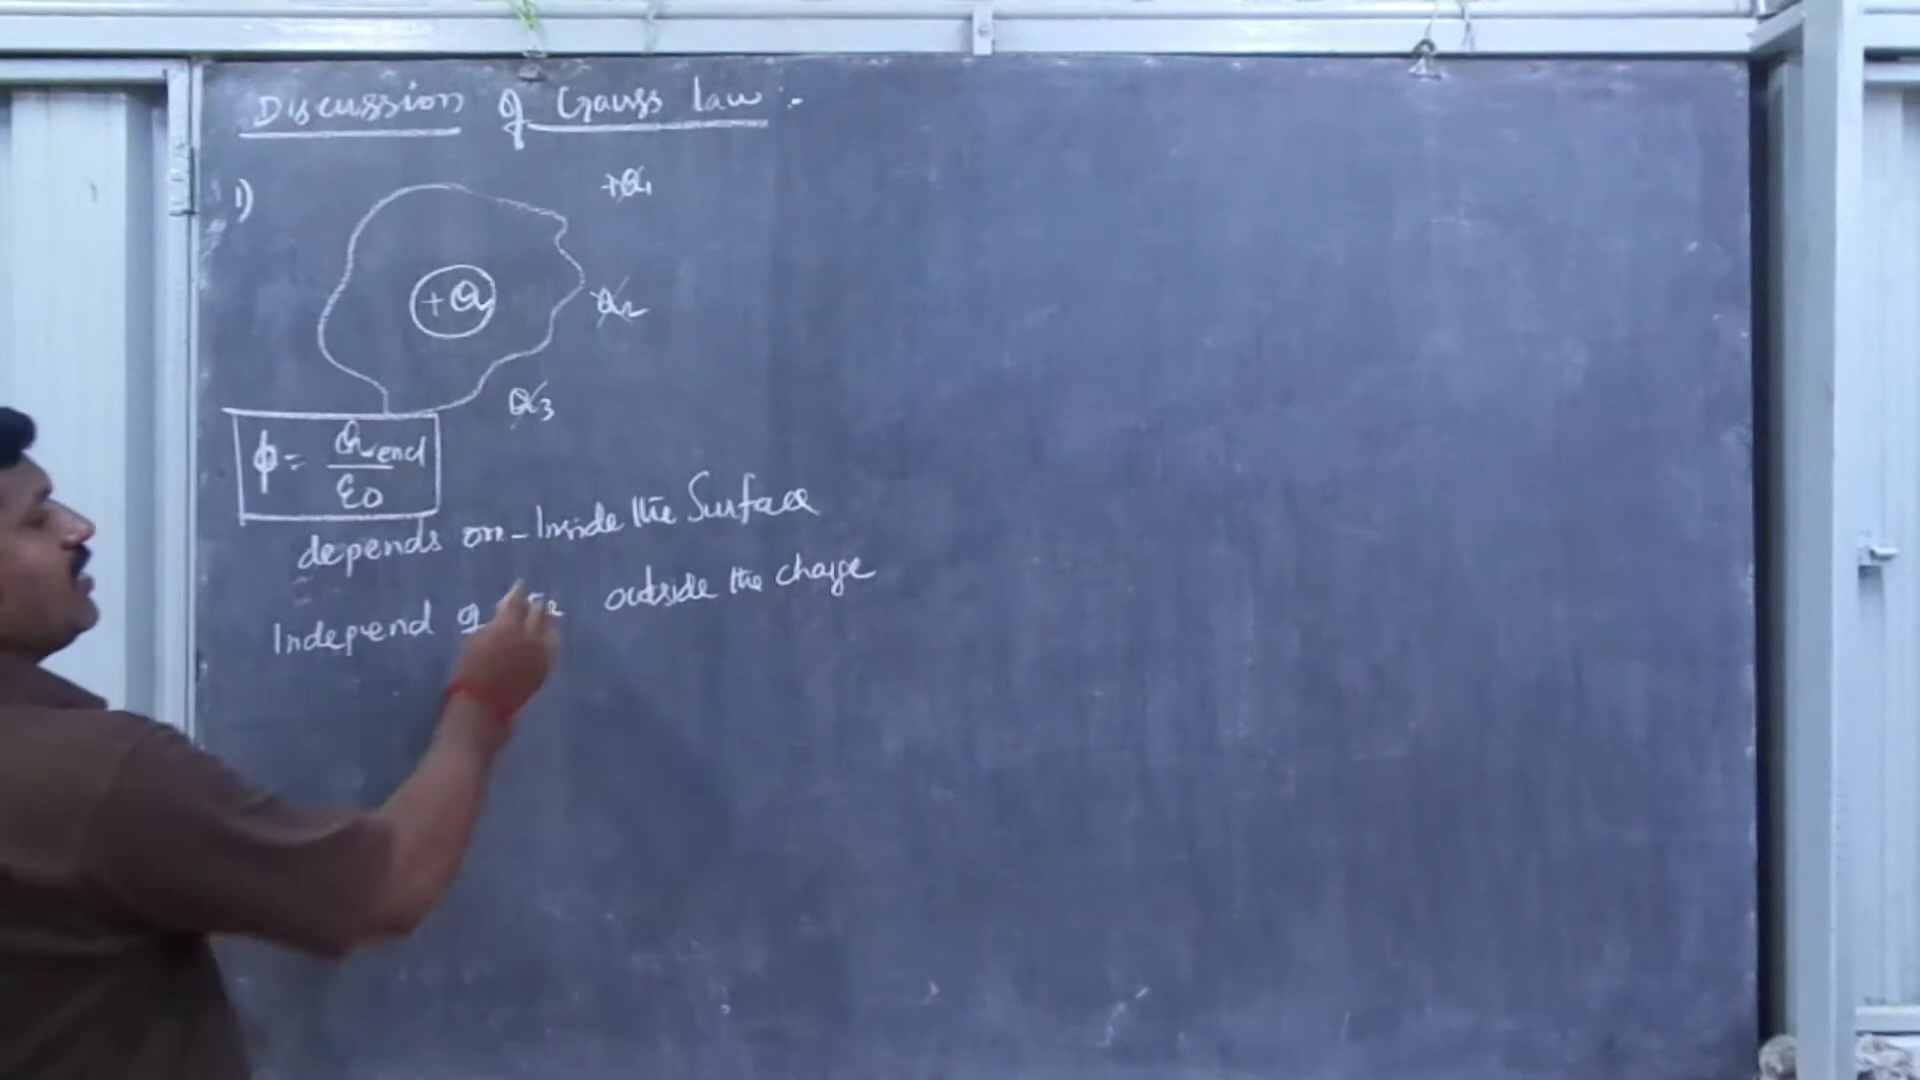 Discussion of Gauss law :-
1)
+Q1
+Q
Q2
Q3
ϕ = Qencl / ε0
depends on - Inside the Surface
Independ of the outside the charge